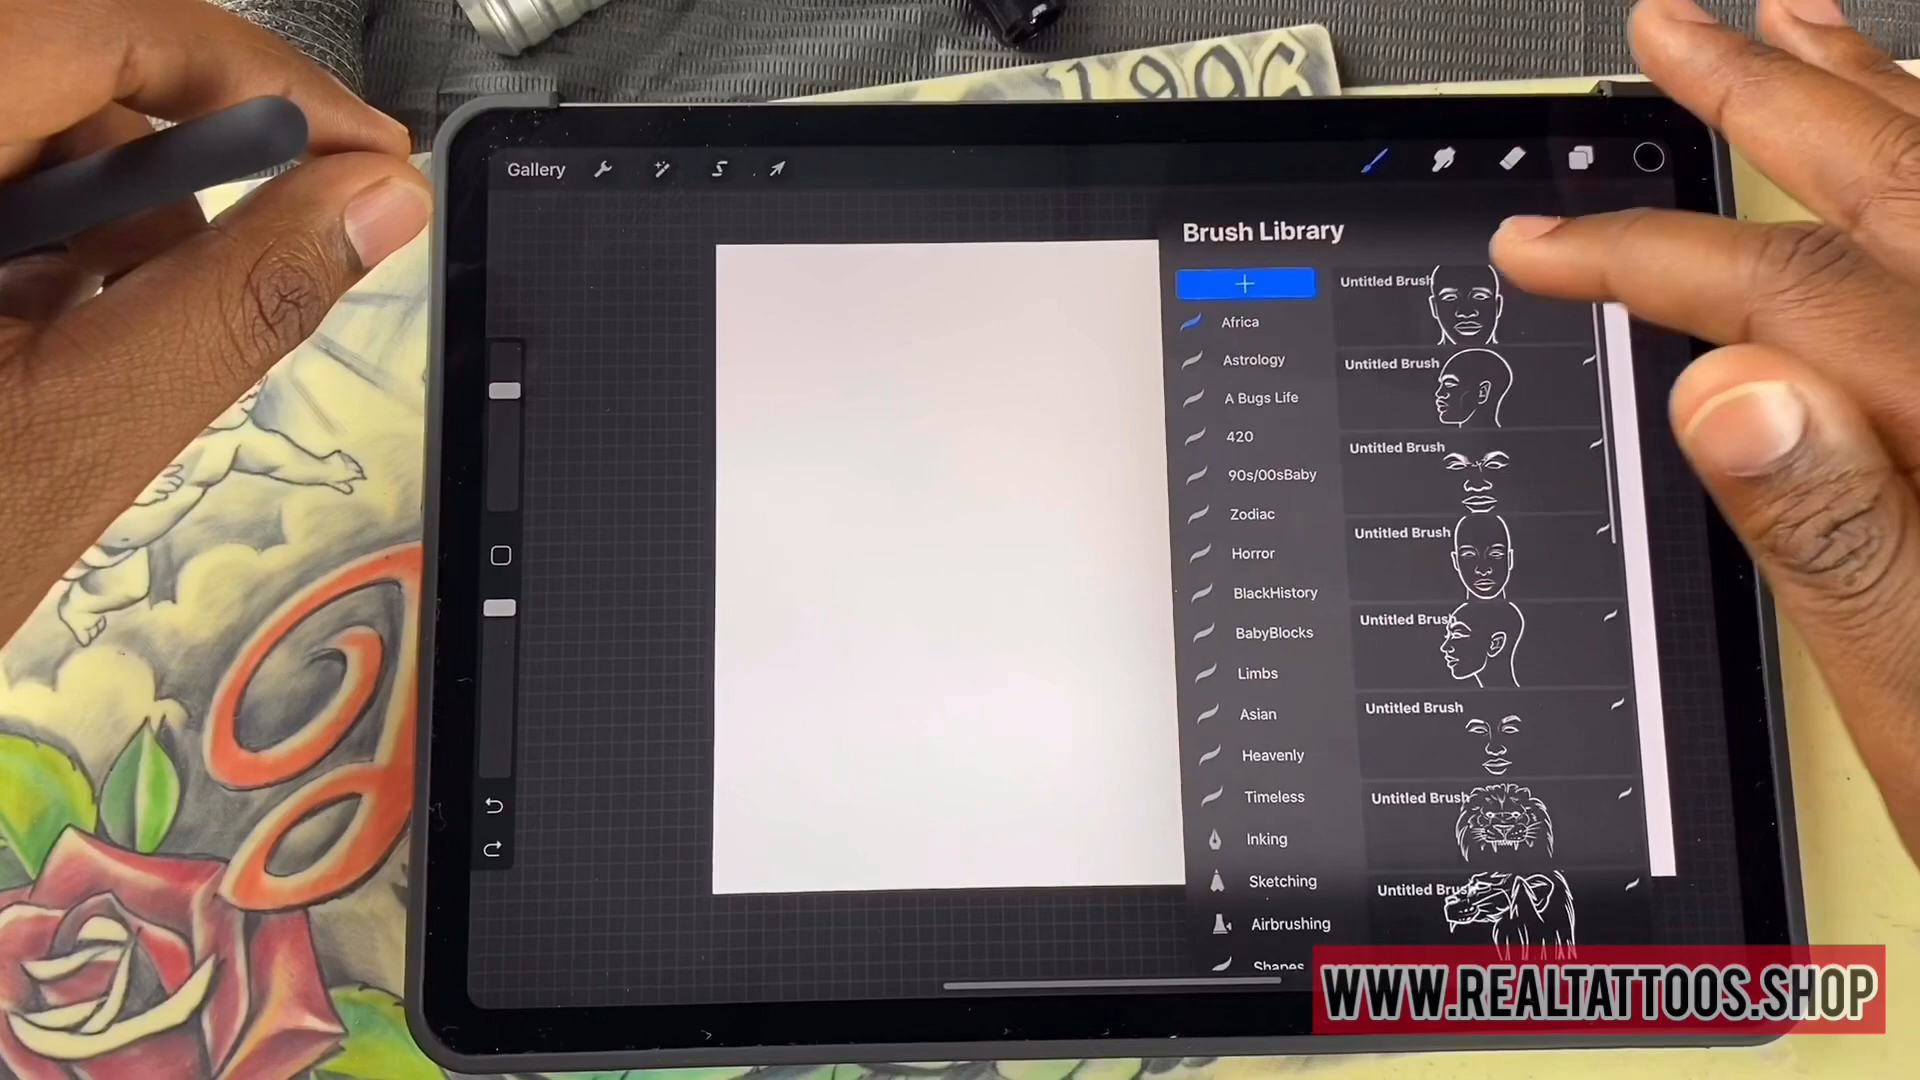 1996
Gallery
Brush Library
Africa
Astrology
A Bugs Life
420
90s/00sBaby
Zodiac
Horror
BlackHistory
BabyBlocks
Limbs
Asian
Heavenly
Timeless
Inking
Sketching
Airbrushing
Shapes
Untitled Brush
Untitled Brush
Untitled Brush
Untitled Brush
Untitled Brush
Untitled Brush
Untitled Brush
Untitled Brush
WWW.REALTATTOOS.SHOP